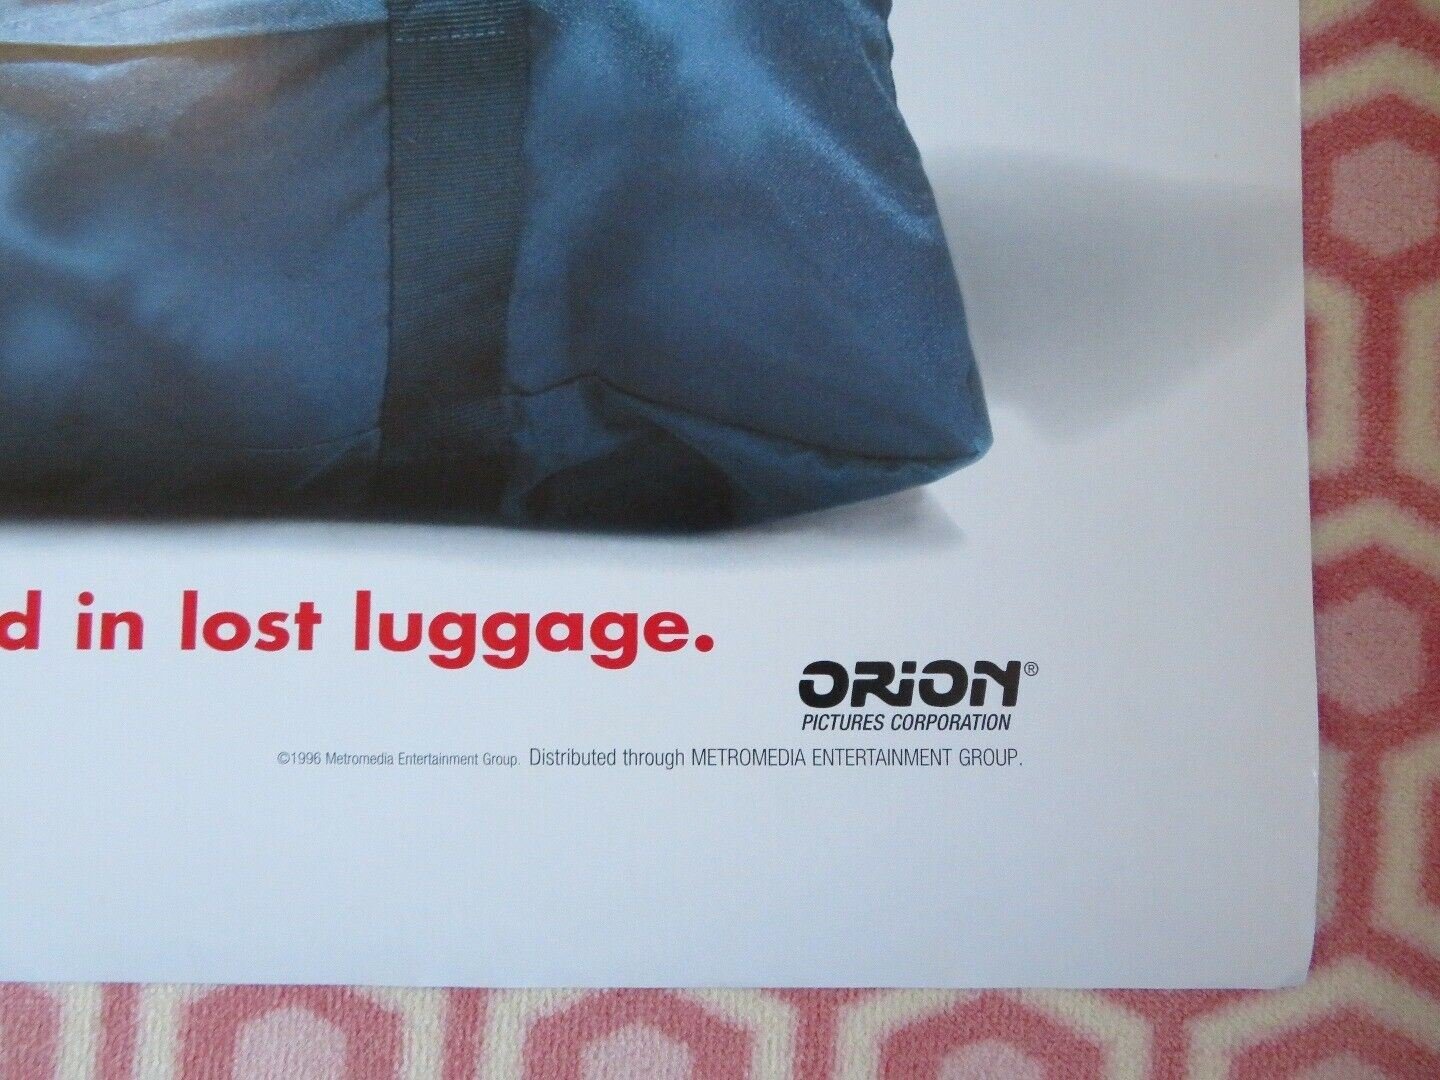 d in lost luggage.
ORION®
PICTURES CORPORATION
©1996 Metromedia Entertainment Group. Distributed through METROMEDIA ENTERTAINMENT GROUP.